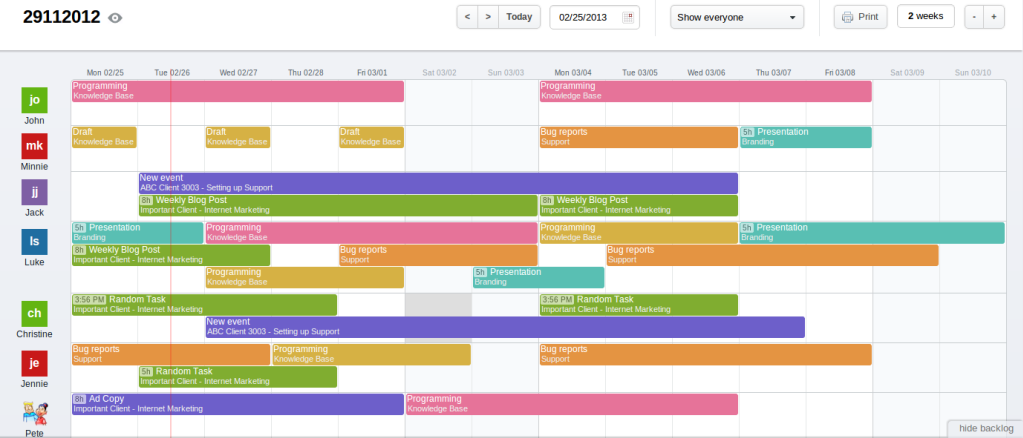 29112012
< > Today
02/25/2013
Show everyone
Print
2 weeks
- +
Mon 02/25 Tue 02/26 Wed 02/27 Thu 02/28 Fri 03/01 Sat 03/02 Sun 03/03 Mon 03/04 Tue 03/05 Wed 03/06 Thu 03/07 Fri 03/08 Sat 03/09 Sun 03/10
jo
John
Programming
Knowledge Base
Programming
Knowledge Base
mk
Minnie
Draft
Knowledge Base
Draft
Knowledge Base
Draft
Knowledge Base
Bug reports
Support
5h Presentation
Branding
jj
Jack
New event
ABC Client 3003 - Setting up Support
8h Weekly Blog Post
Important Client - Internet Marketing
8h Weekly Blog Post
Important Client - Internet Marketing
ls
Luke
5h Presentation
Branding
Programming
Knowledge Base
Programming
Knowledge Base
5h Presentation
Branding
8h Weekly Blog Post
Important Client - Internet Marketing
Bug reports
Support
Bug reports
Support
Programming
Knowledge Base
5h Presentation
Branding
ch
Christine
3:56 PM Random Task
Important Client - Internet Marketing
3:56 PM Random Task
Important Client - Internet Marketing
New event
ABC Client 3003 - Setting up Support
je
Jennie
Bug reports
Support
Programming
Knowledge Base
Bug reports
Support
5h Random Task
Important Client - Internet Marketing
Pete
8h Ad Copy
Important Client - Internet Marketing
Programming
Knowledge Base
hide backlog